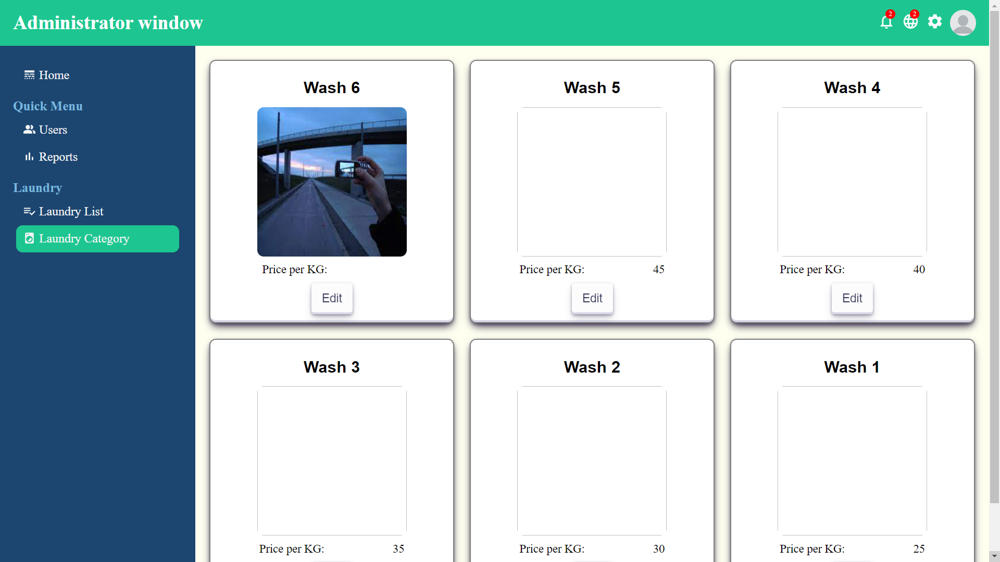 Administrator window
2
2
Home
Quick Menu
Users
Reports
Laundry
Laundry List
Laundry Category
Wash 6
Price per KG:
Edit
Wash 5
Price per KG: 45
Edit
Wash 4
Price per KG: 40
Edit
Wash 3
Price per KG: 35
Wash 2
Price per KG: 30
Wash 1
Price per KG: 25